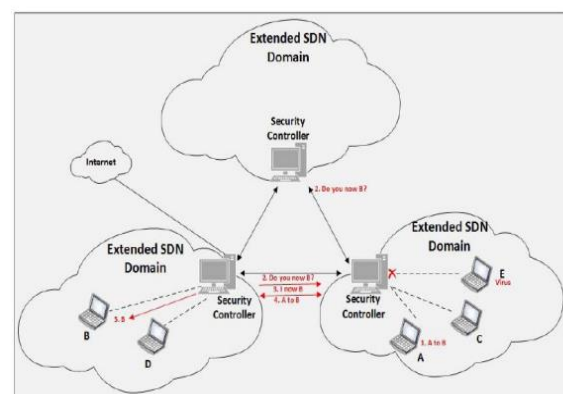 Extended SDN
Domain
Security
Controller
Internet
2. Do you now B?
Extended SDN
Domain
Extended SDN
Domain
2. Do you now B?
3. I now B
4. A to B
Security
Controller
Security
Controller
E
Virus
5. B
B
D
1. A to B
A
C